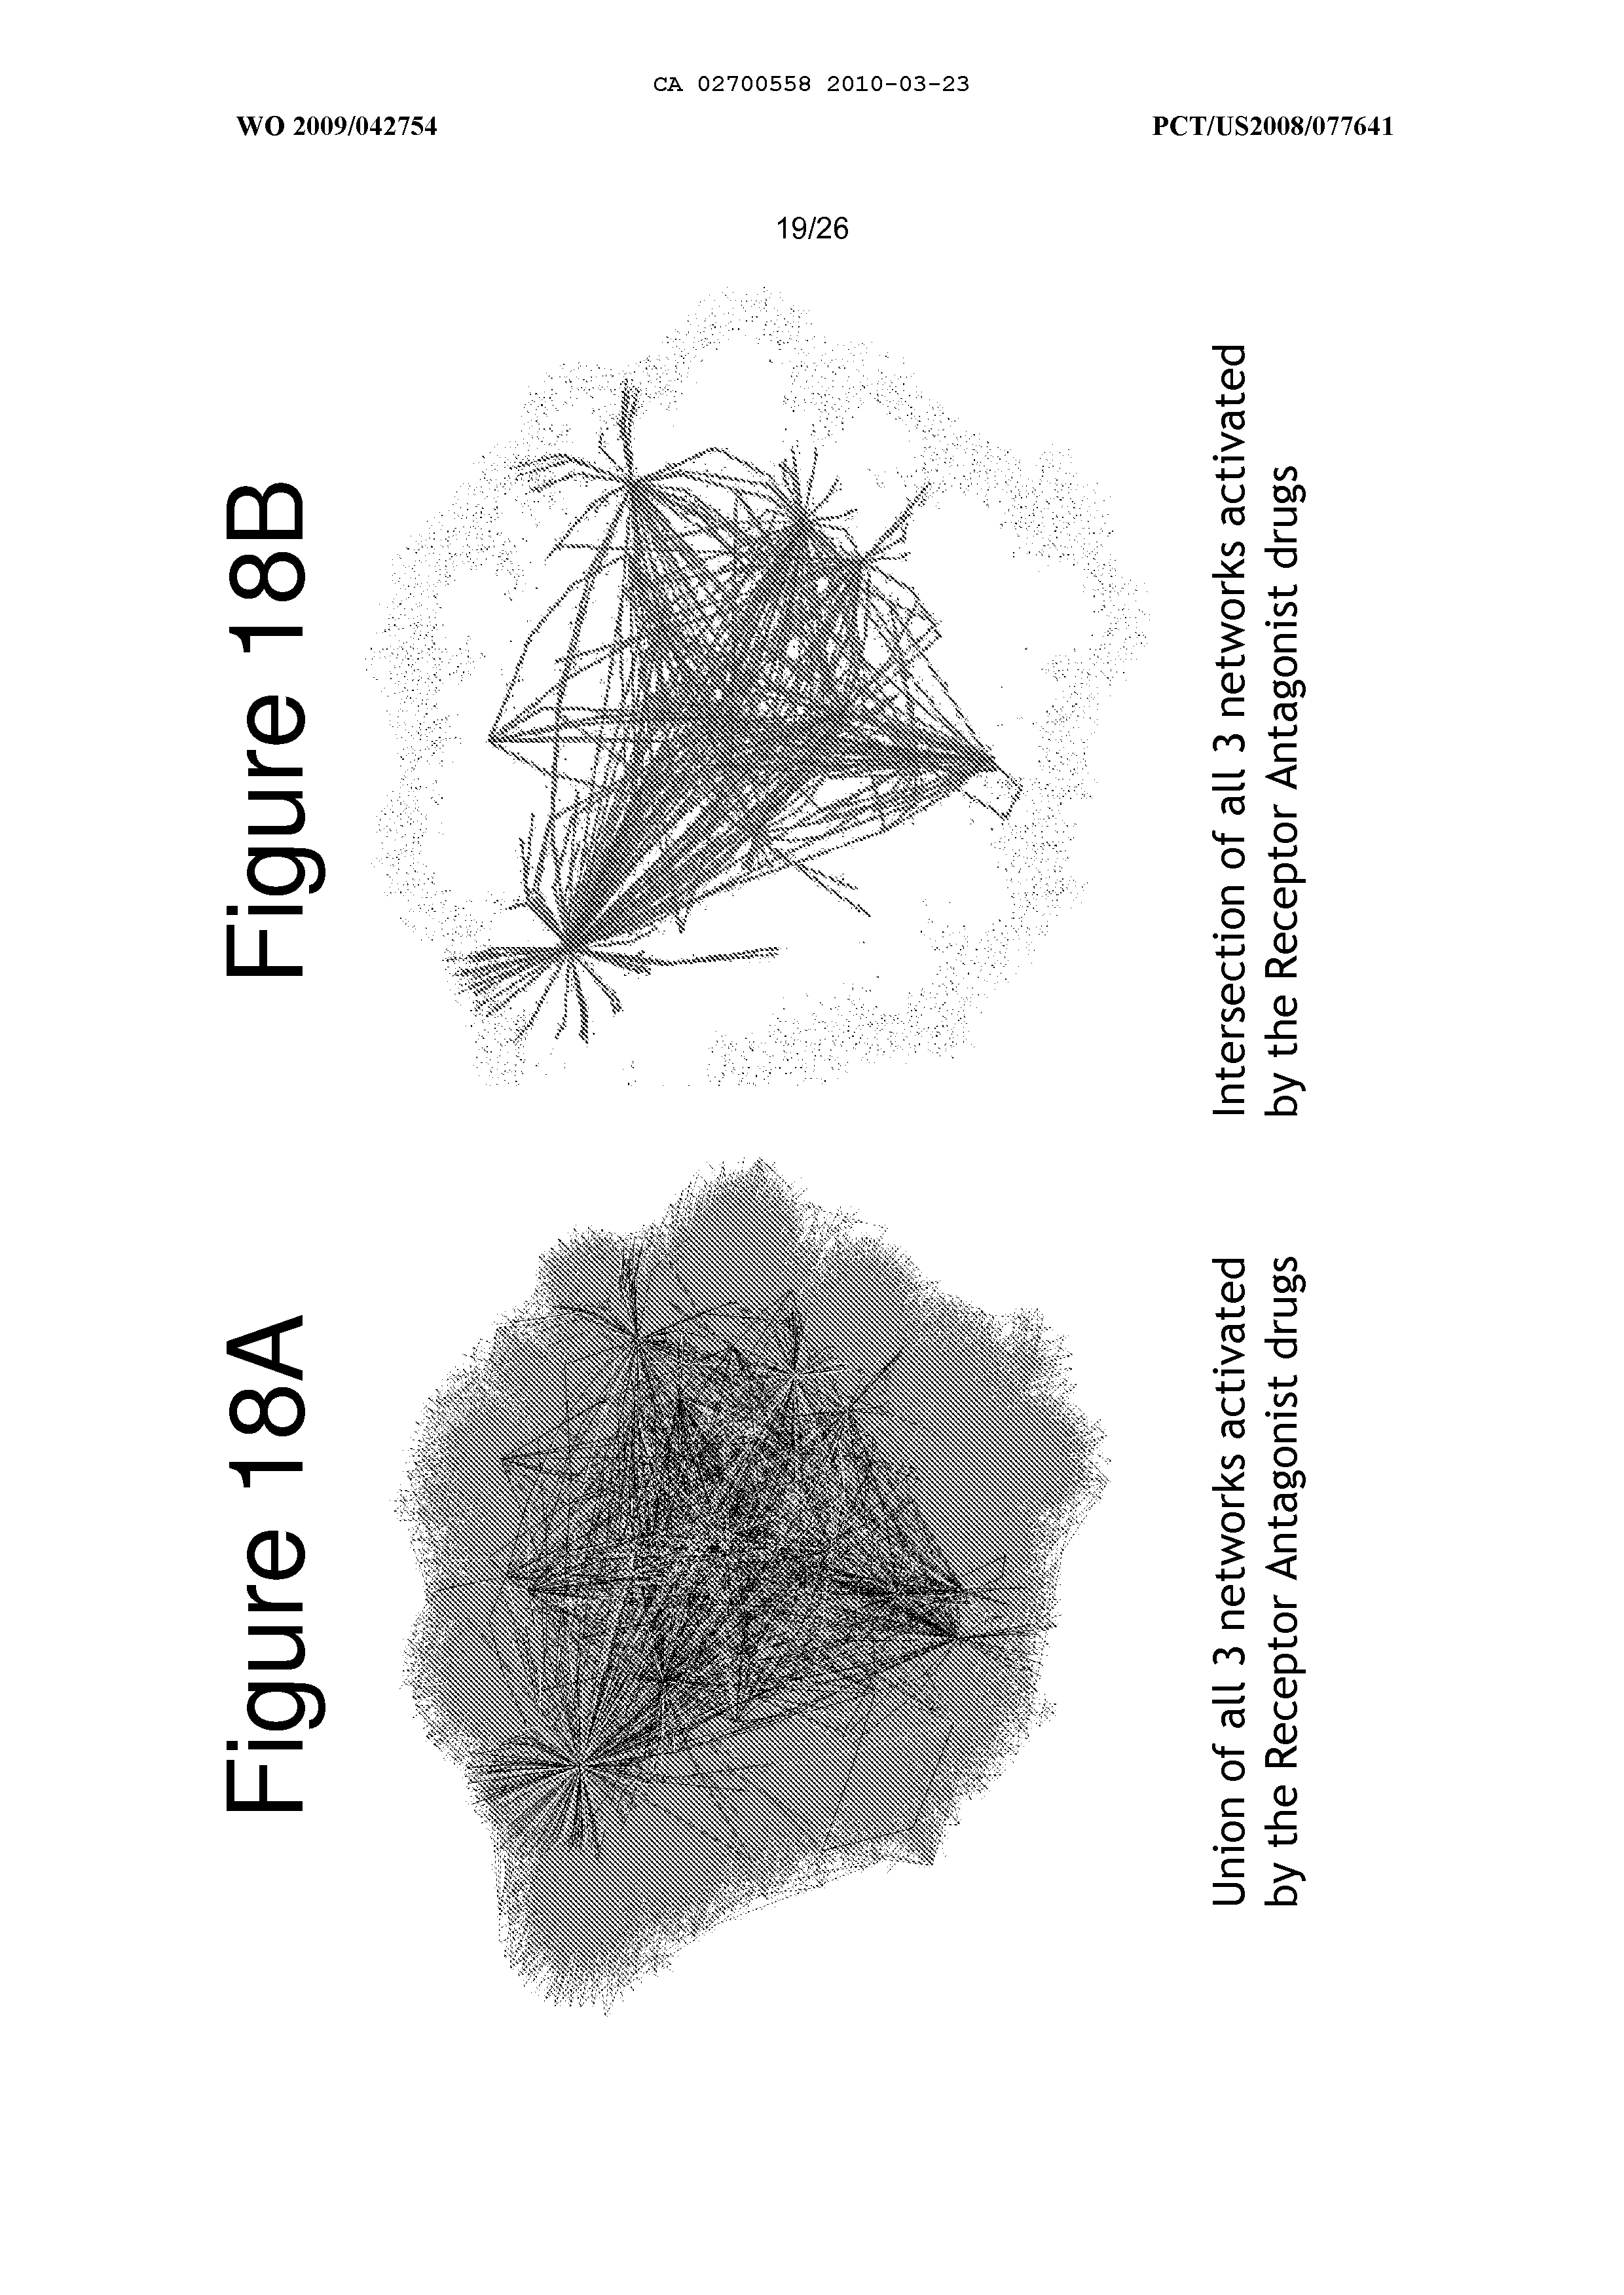 CA 02700558 2010-03-23
WO 2009/042754
PCT/US2008/077641
19/26
Figure 18A
Union of all 3 networks activated
by the Receptor Antagonist drugs
Figure 18B
Intersection of all 3 networks activated
by the Receptor Antagonist drugs